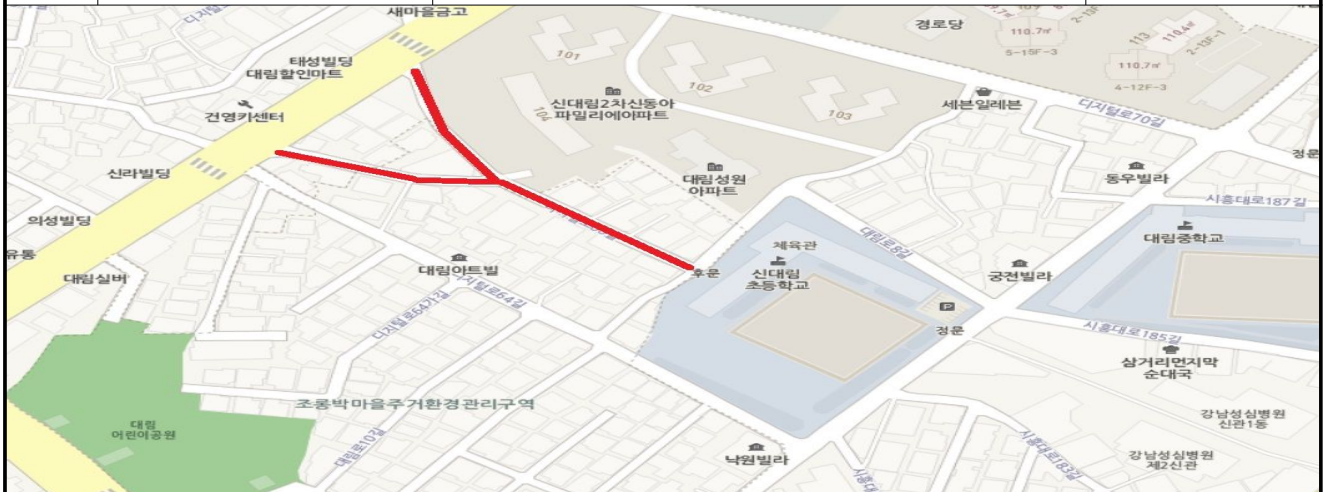 새마을금고
경로당
110.7㎡
5-15F-3
2-13F
113
110.4㎡
2-13F-1
110.7㎡
4-12F-3
태성빌딩
대림할인마트
101
102
103
104
신대림2차신동아
파밀리에아파트
세븐일레븐
디지털로70길
건영키센터
정문
신라빌딩
대림성원
아파트
동우빌라
시흥대로187길
의성빌딩
유통
체육관
대림로8길
대림중학교
대림실버
대림아트빌
디지털로64길
후문
신대림
초등학교
궁전빌라
디지털로64가길
P
정문
시흥대로185길
삼거리먼지막
순대국
조롱박마을주거환경관리구역
대림
어린이공원
대림로10길
강남성심병원
신관1동
낙원빌라
시흥대로183길
강남성심병원
제2신관